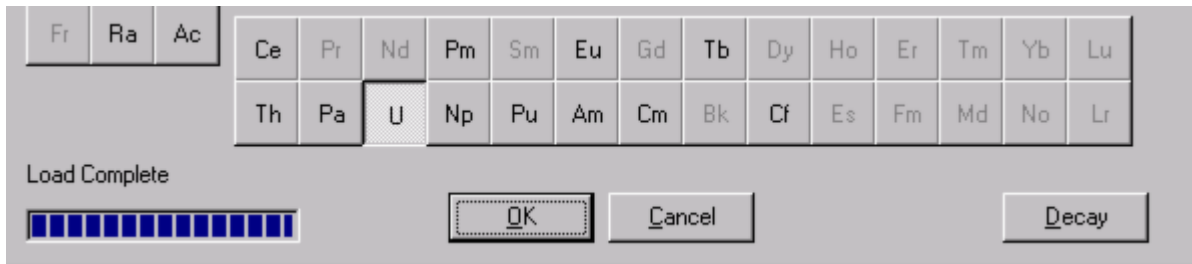 Fr Ra Ac
Ce Pr Nd Pm Sm Eu Gd Tb Dy Ho Er Tm Yb Lu
Th Pa U Np Pu Am Cm Bk Cf Es Fm Md No Lr
Load Complete
OK Cancel Decay